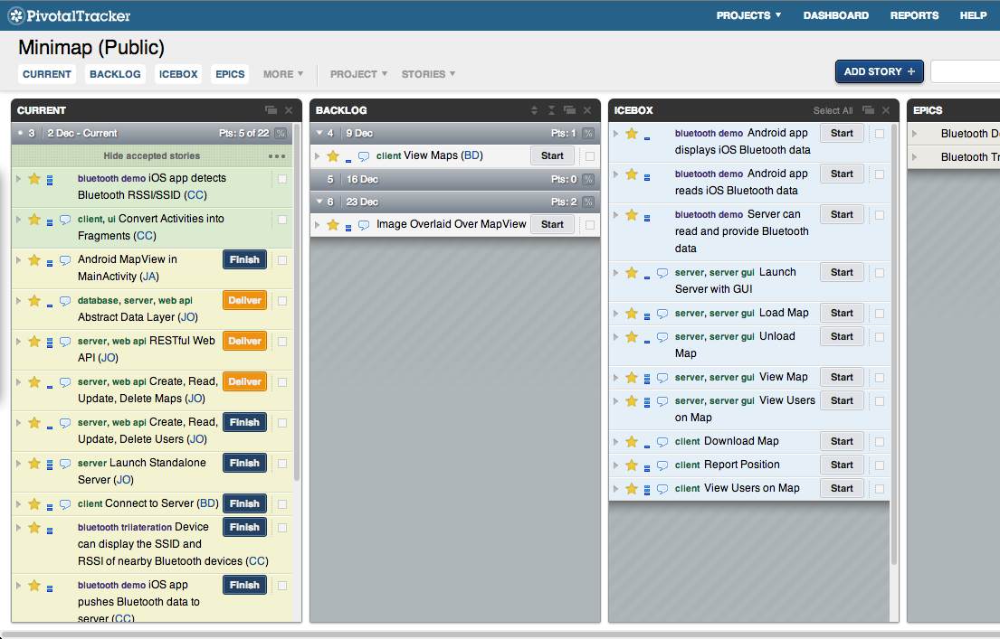 PivotalTracker
PROJECTS DASHBOARD REPORTS HELP
Minimap (Public)
CURRENT BACKLOG ICEBOX EPICS MORE PROJECT STORIES
ADD STORY +
CURRENT
3 2 Dec - Current Pts: 5 of 22 %
Hide accepted stories
bluetooth demo iOS app detects
Bluetooth RSSI/SSID (CC)
client, ui Convert Activities into
Fragments (CC)
Android MapView in Finish
MainActivity (JA)
database, server, web api Deliver
Abstract Data Layer (JO)
server, web api RESTful Web Deliver
API (JO)
server, web api Create, Read, Deliver
Update, Delete Maps (JO)
server, web api Create, Read, Finish
Update, Delete Users (JO)
server Launch Standalone Finish
Server (JO)
client Connect to Server (BD) Finish
bluetooth trilateration Device Finish
can display the SSID and
RSSI of nearby Bluetooth devices (CC)
bluetooth demo iOS app Finish
pushes Bluetooth data to
server (CC)
BACKLOG
4 9 Dec Pts: 1 %
client View Maps (BD) Start
5 16 Dec Pts: 0 %
6 23 Dec Pts: 2 %
Image Overlaid Over MapView Start
ICEBOX Select All
bluetooth demo Android app Start
displays iOS Bluetooth data
bluetooth demo Android app Start
reads iOS Bluetooth data
bluetooth demo Server can Start
read and provide Bluetooth
data
server, server gui Launch Start
Server with GUI
server, server gui Load Map Start
server, server gui Unload Start
Map
server, server gui View Map Start
server, server gui View Users Start
on Map
client Download Map Start
client Report Position Start
client View Users on Map Start
EPICS
Bluetooth D
Bluetooth Tr